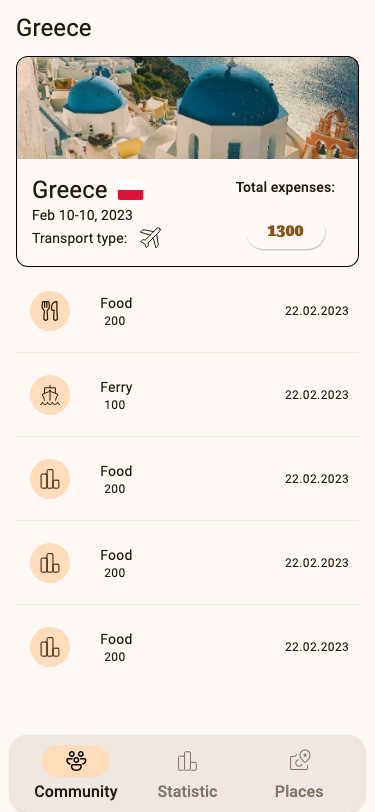 Greece
Greece
Total expenses:
Feb 10-10, 2023
Transport type:
1300
Food
200
22.02.2023
Ferry
100
22.02.2023
Food
200
22.02.2023
Food
200
22.02.2023
Food
200
22.02.2023
Community
Statistic
Places